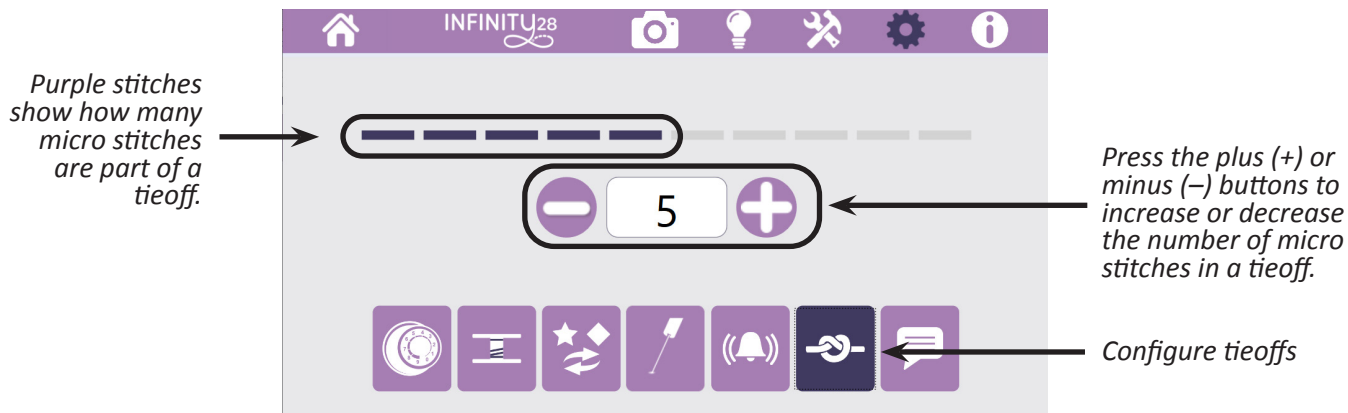 INFINITY28
Purple stitches
show how many
micro stitches
are part of a
tieoff.
5
Press the plus (+) or
minus (–) buttons to
increase or decrease
the number of micro
stitches in a tieoff.
Configure tieoffs